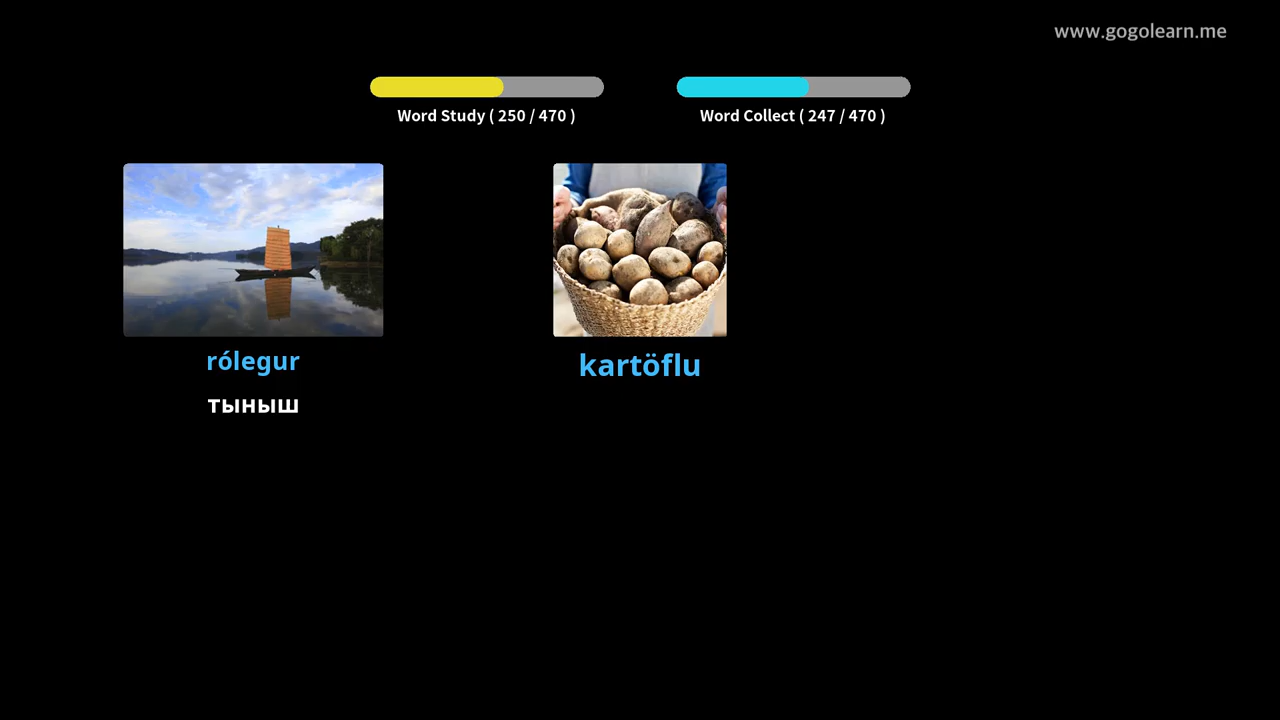 www.gogolearn.me
Word Study ( 250 / 470 )
Word Collect ( 247 / 470 )
rólegur
kartöflu
тыныш